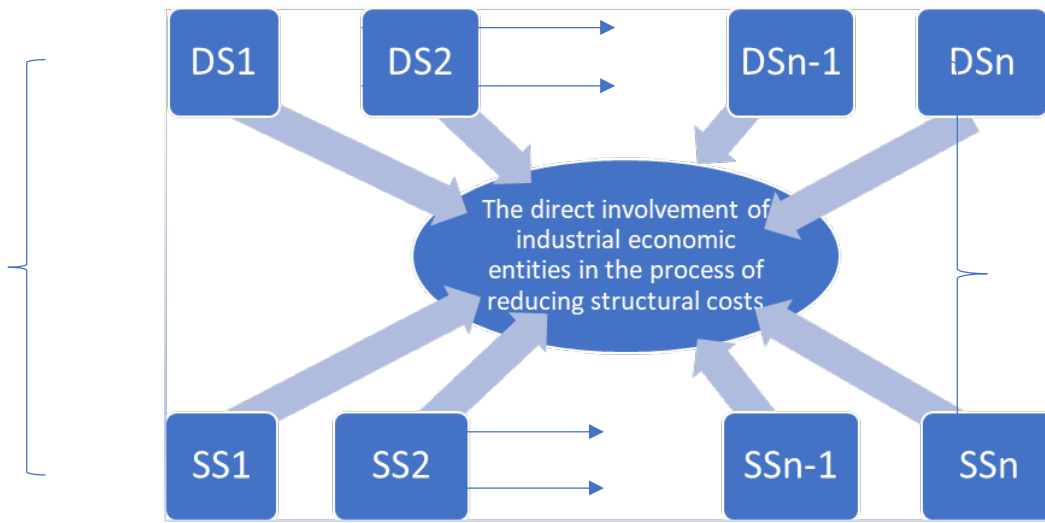 DS1
DS2
DSn-1
DSn
The direct involvement of
industrial economic
entities in the process of
reducing structural costs
SS1
SS2
SSn-1
SSn